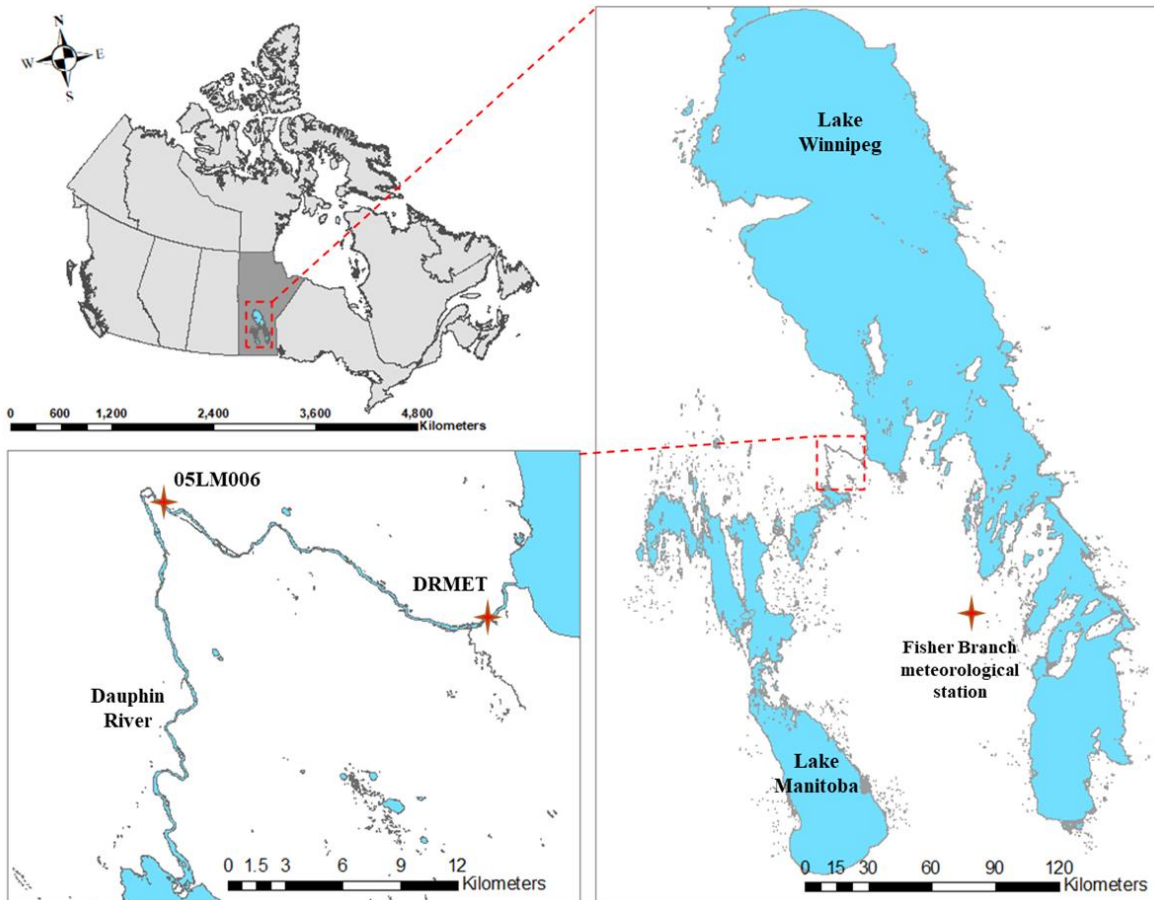 N
W E
S
0 600 1,200 2,400 3,600 4,800
Kilometers
Lake
Winnipeg
Fisher Branch
meteorological
station
Lake
Manitoba
0 15 30 60 90 120
Kilometers
05LM006
DRMET
Dauphin
River
0 1.5 3 6 9 12
Kilometers